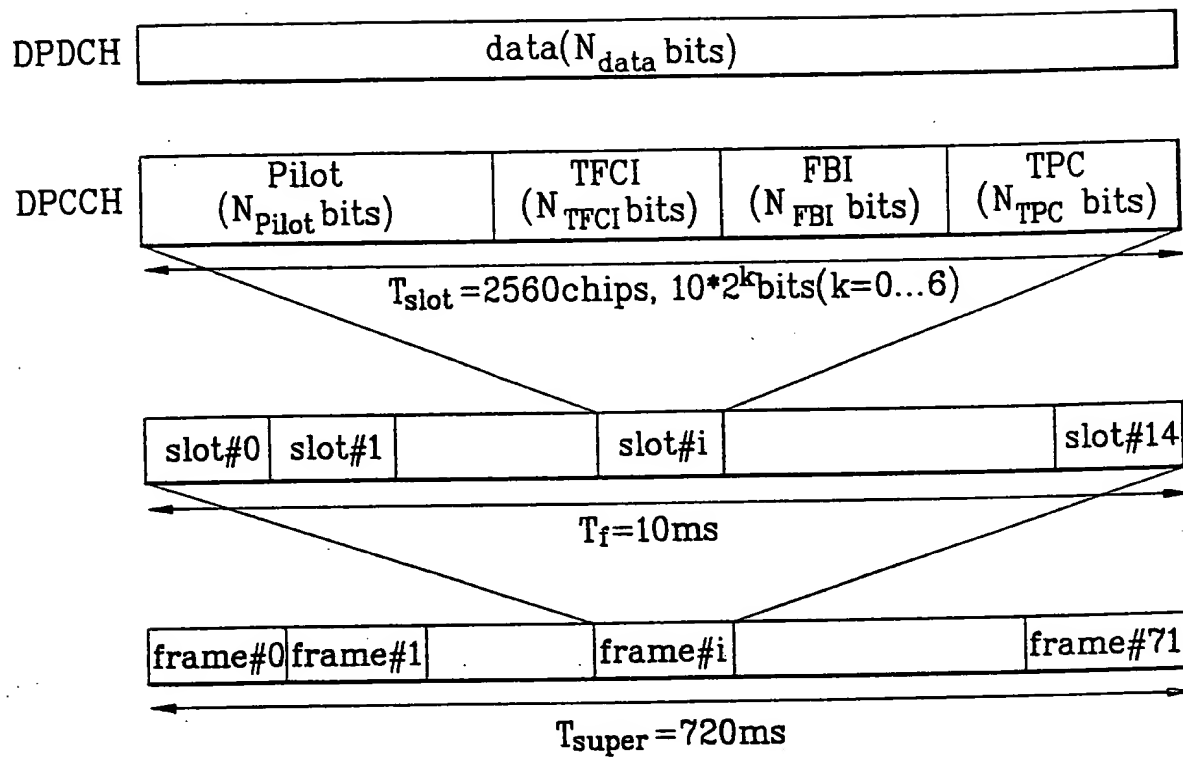 DPDCH data(N_data bits)
DPCCH Pilot (N_Pilot bits) TFCI (N_TFCI bits) FBI (N_FBI bits) TPC (N_TPC bits)
T_slot=2560chips, 10*2^k bits(k=0...6)
slot#0 slot#1 slot#i slot#14
T_f=10ms
frame#0 frame#1 frame#i frame#71
T_super=720ms